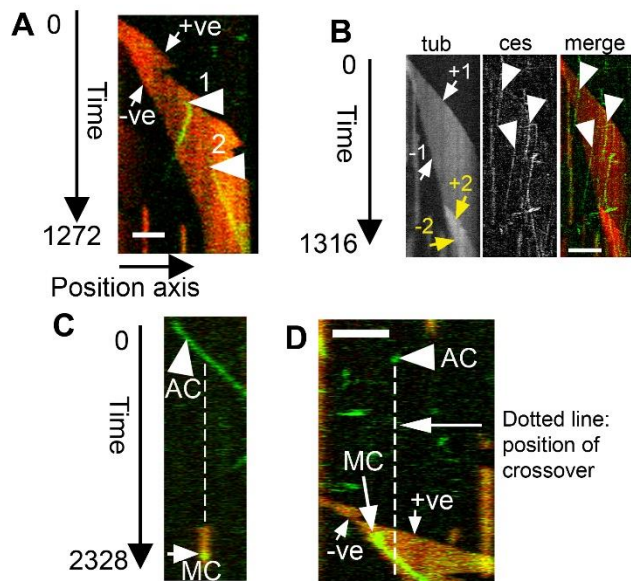 A
0
Time
1272
+ve
-ve
1
2
Position axis
B
0
Time
1316
tub
ces
merge
+1
-1
+2
-2
C
0
Time
2328
AC
MC
D
AC
MC
+ve
-ve
Dotted line:
position of
crossover